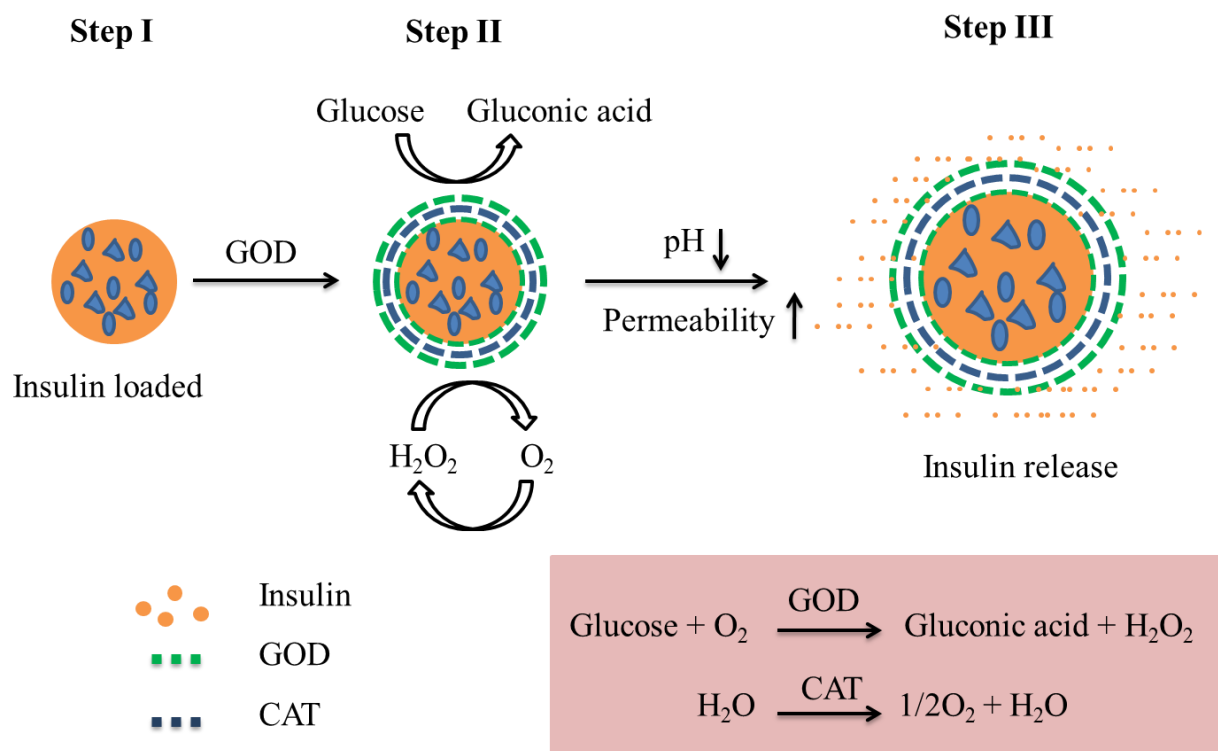 Step I
Step II
Step III
Glucose
Gluconic acid
GOD
pH
Permeability
Insulin loaded
H₂O₂
O₂
Insulin release
Insulin
GOD
CAT
GOD
Glucose + O₂ Gluconic acid + H₂O₂
CAT
H₂O 1/2O₂ + H₂O